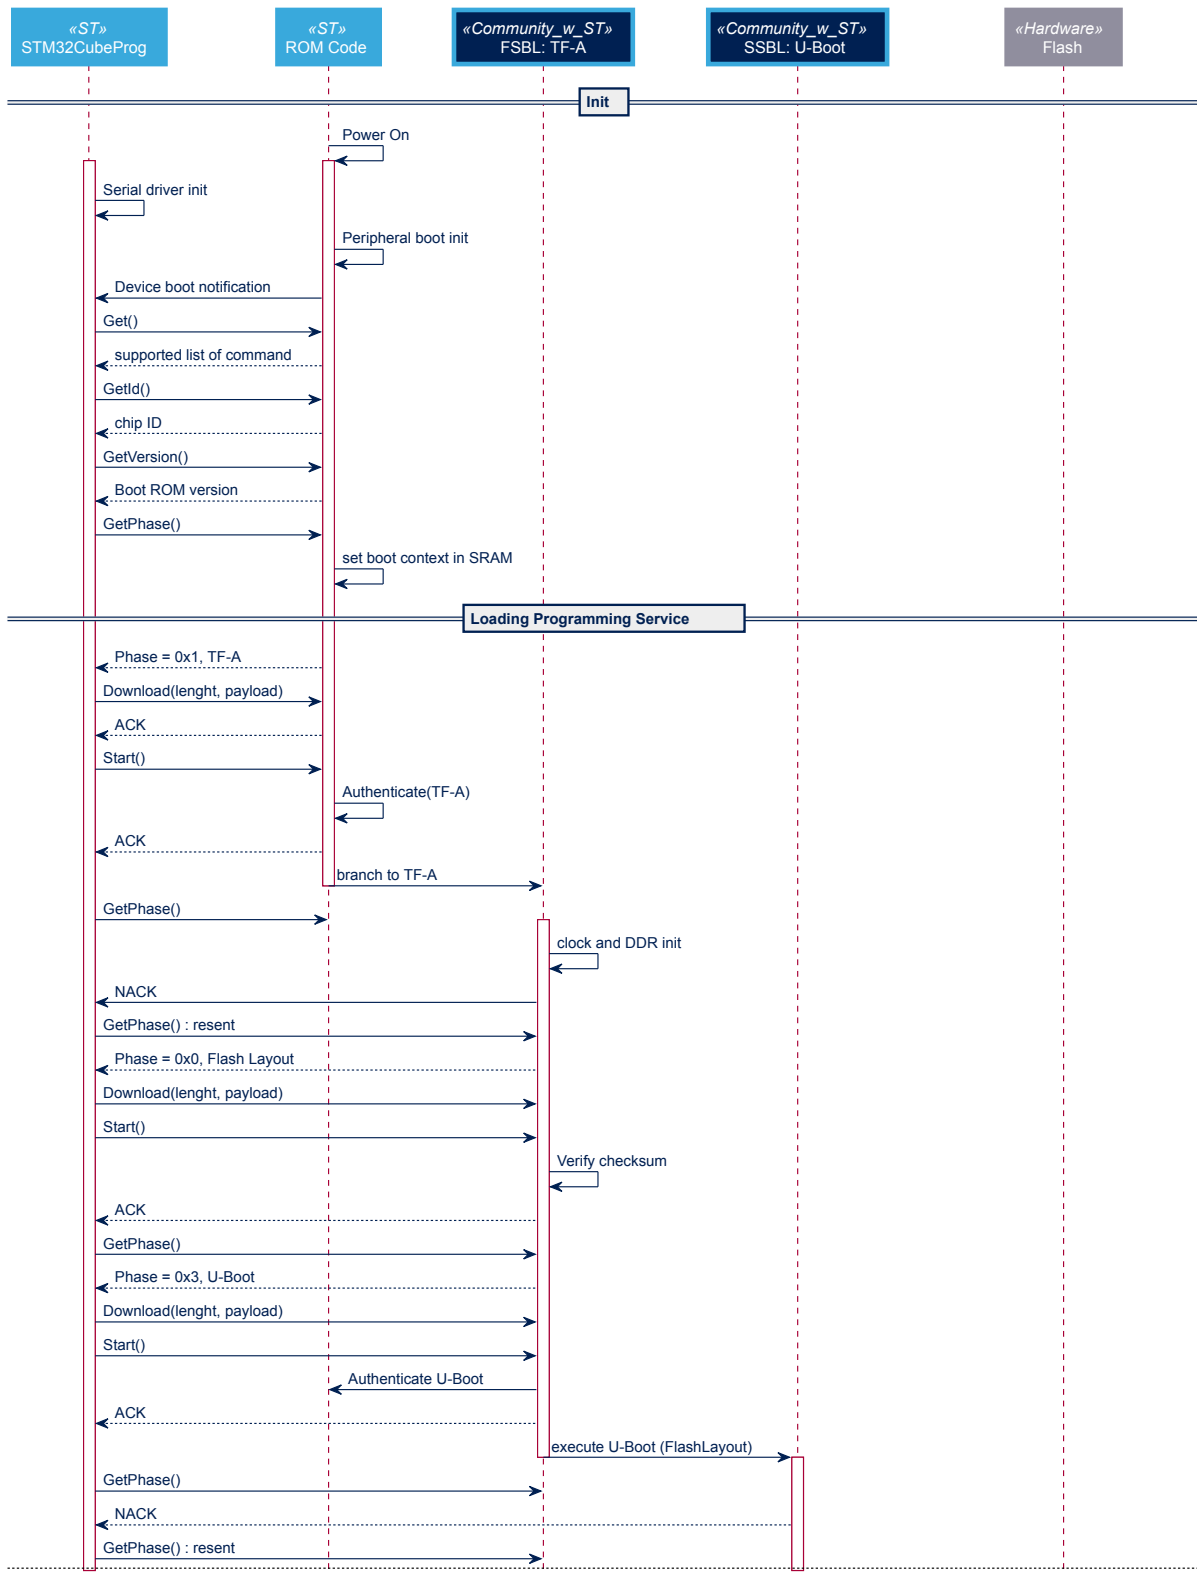 «ST»
STM32CubeProg
«ST»
ROM Code
«Community_w_ST»
FSBL: TF-A
«Community_w_ST»
SSBL: U-Boot
«Hardware»
Flash
Init
Power On
Serial driver init
Peripheral boot init
Device boot notification
Get()
supported list of command
GetId()
chip ID
GetVersion()
Boot ROM version
GetPhase()
set boot context in SRAM
Loading Programming Service
Phase = 0x1, TF-A
Download(lenght, payload)
ACK
Start()
Authenticate(TF-A)
ACK
branch to TF-A
GetPhase()
clock and DDR init
NACK
GetPhase() : resent
Phase = 0x0, Flash Layout
Download(lenght, payload)
Start()
Verify checksum
ACK
GetPhase()
Phase = 0x3, U-Boot
Download(lenght, payload)
Start()
Authenticate U-Boot
ACK
execute U-Boot (FlashLayout)
GetPhase()
NACK
GetPhase() : resent